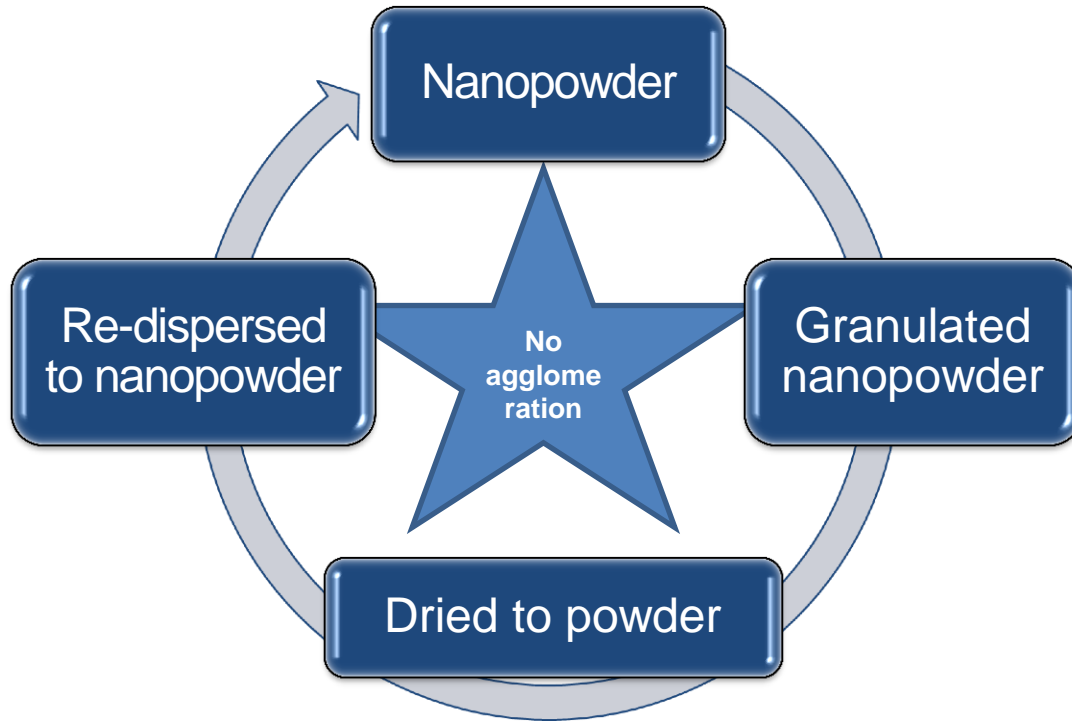 Nanopowder
Re-dispersed
to nanopowder
No
agglome
ration
Granulated
nanopowder
Dried to powder